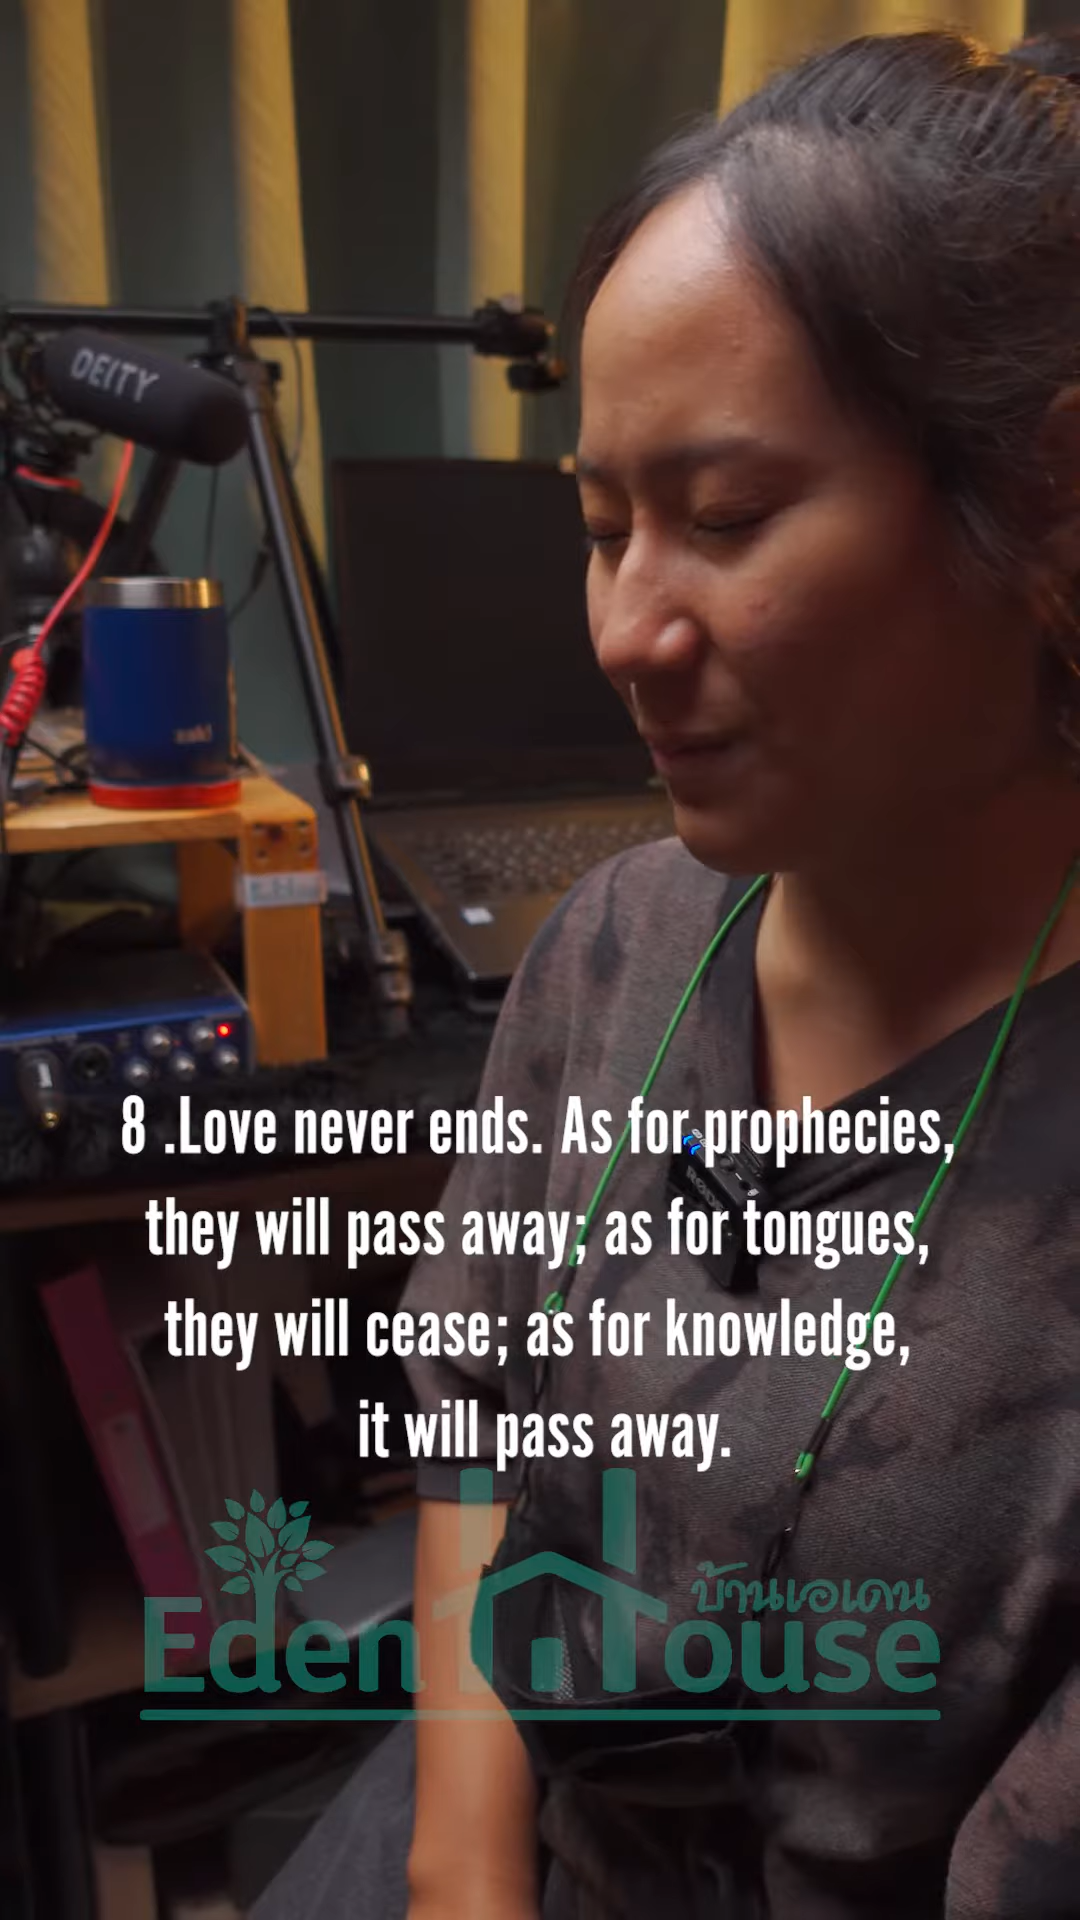 DEITY
8 .Love never ends. As for prophecies,
they will pass away; as for tongues,
they will cease; as for knowledge,
it will pass away.
บ้านเอเดน
Eden House